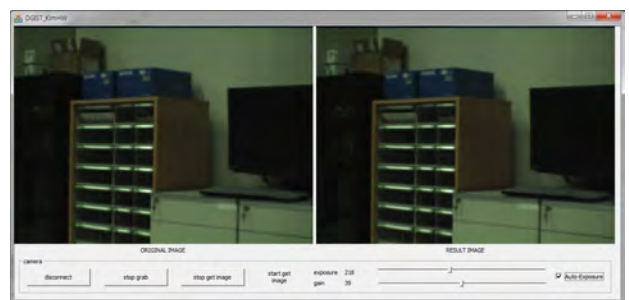 DGIST_KimHW
ORIGINAL IMAGE
RESULT IMAGE
camera
disconnect
stop grab
stop get image
start get
image
exposure 218
gain 39
Auto-Exposure